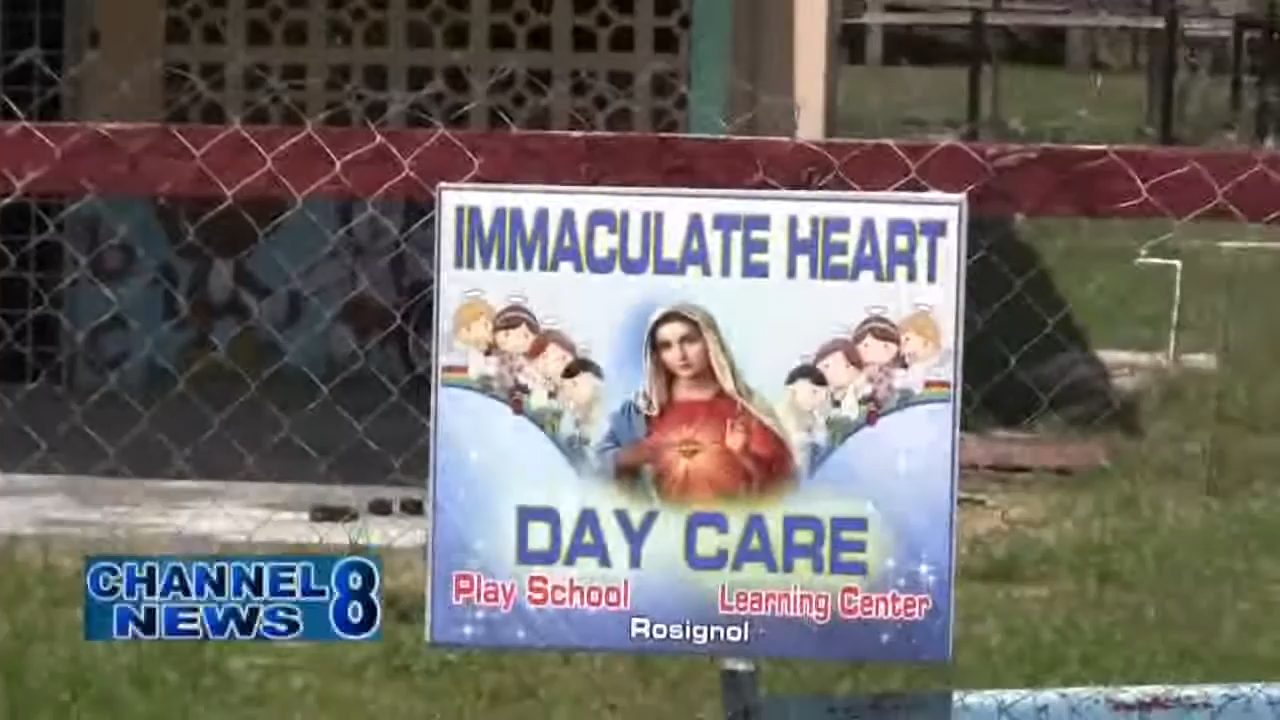 IMMACULATE HEART
DAY CARE
Play School Learning Center
Rosignol
CHANNEL 8
NEWS